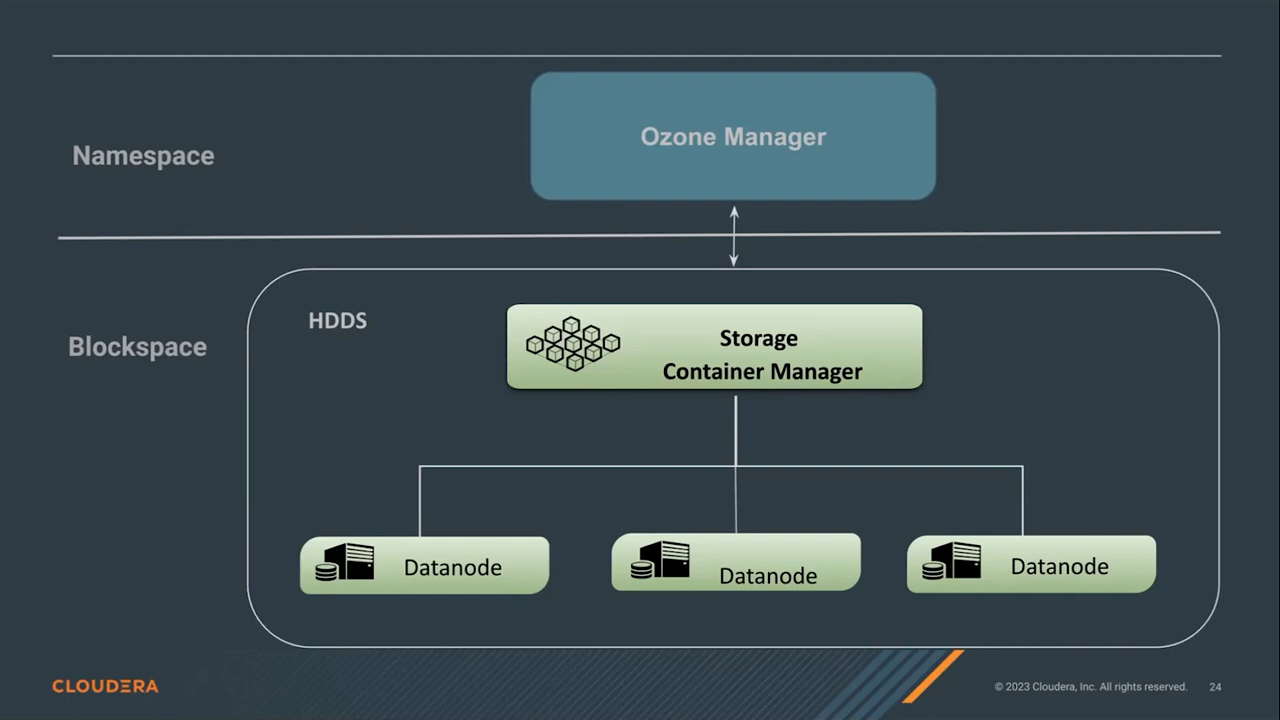 Ozone Manager
Namespace
HDDS
Storage
Container Manager
Blockspace
Datanode
Datanode
Datanode
CLOUDERA
© 2023 Cloudera, Inc. All rights reserved.
24